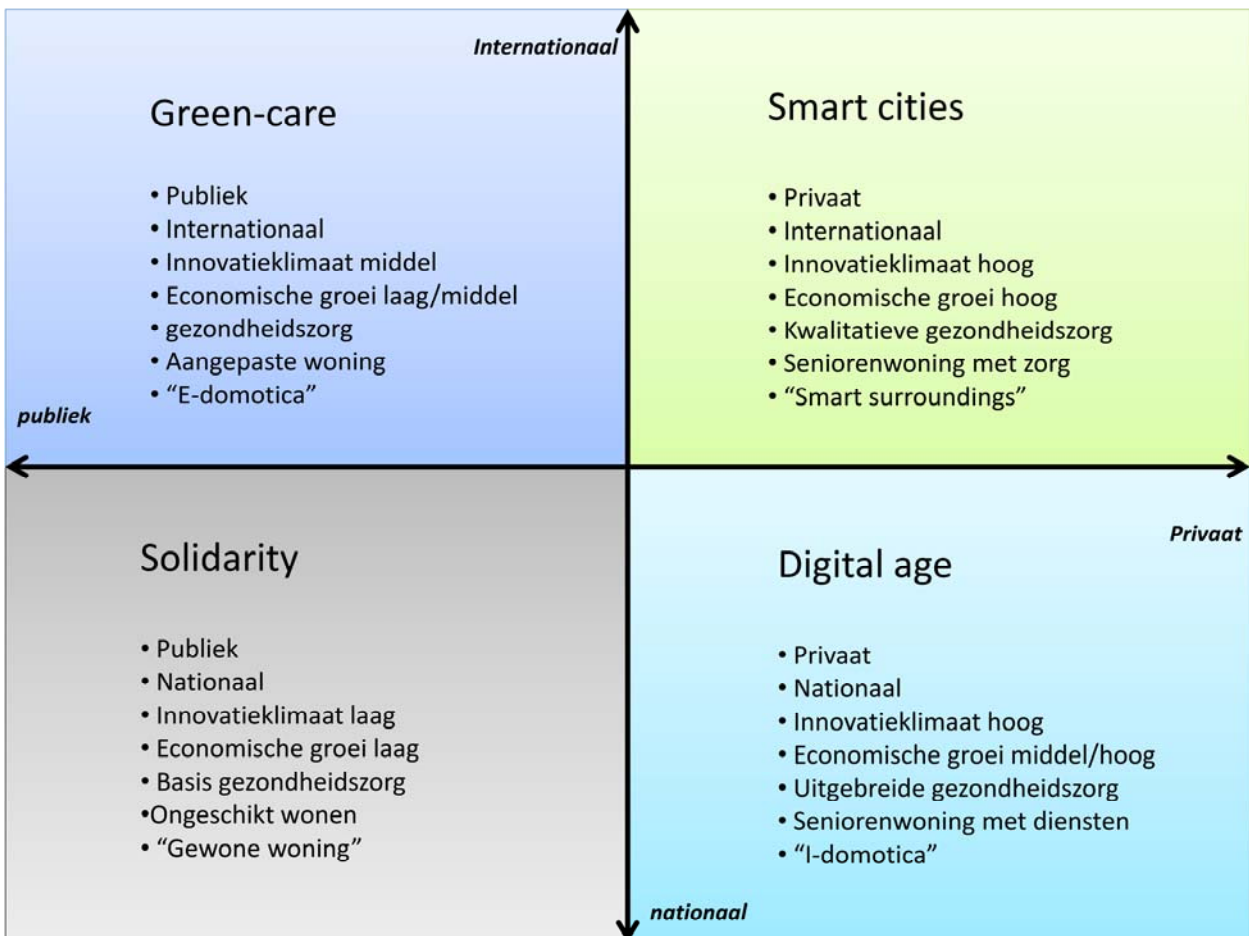 Internationaal
Green-care
• Publiek
• Internationaal
• Innovatieklimaat middel
• Economische groei laag/middel
• gezondheidszorg
• Aangepaste woning
• “E-domotica”
publiek
Smart cities
• Privaat
• Internationaal
• Innovatieklimaat hoog
• Economische groei hoog
• Kwalitatieve gezondheidszorg
• Seniorenwoning met zorg
• “Smart surroundings”
Solidarity
• Publiek
• Nationaal
• Innovatieklimaat laag
• Economische groei laag
• Basis gezondheidszorg
•Ongeschikt wonen
• “Gewone woning”
Privaat
Digital age
• Privaat
• Nationaal
• Innovatieklimaat hoog
• Economische groei middel/hoog
• Uitgebreide gezondheidszorg
• Seniorenwoning met diensten
• “I-domotica”
nationaal